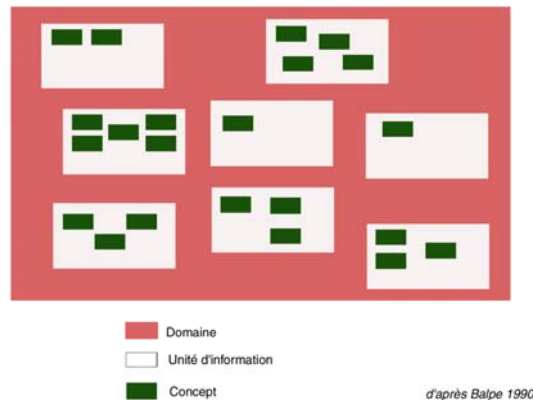 Domaine
Unité d'information
Concept
d'après Balpe 1990